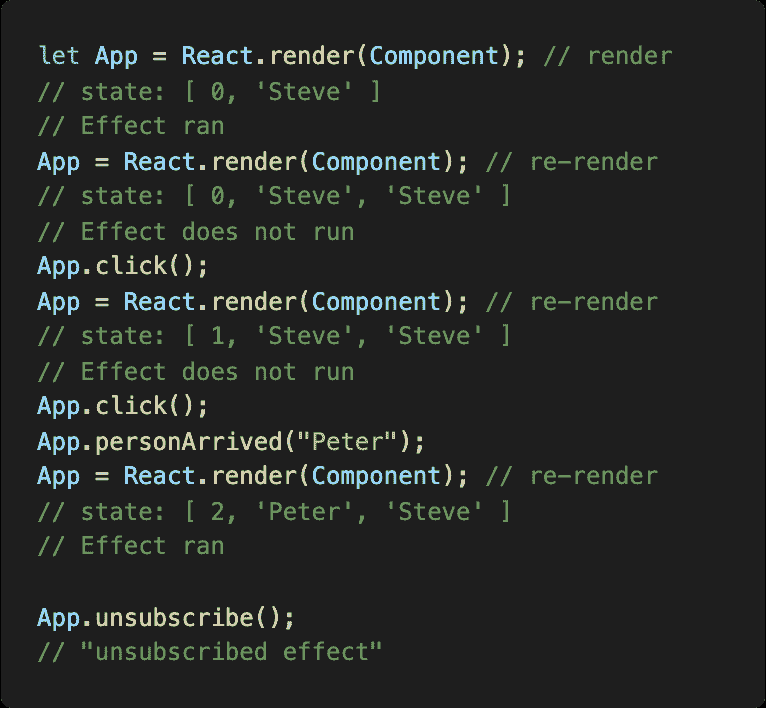 let App = React.render(Component); // render
// state: [ 0, 'Steve' ]
// Effect ran
App = React.render(Component); // re-render
// state: [ 0, 'Steve', 'Steve' ]
// Effect does not run
App.click();
App = React.render(Component); // re-render
// state: [ 1, 'Steve', 'Steve' ]
// Effect does not run
App.click();
App.personArrived("Peter");
App = React.render(Component); // re-render
// state: [ 2, 'Peter', 'Steve' ]
// Effect ran
App.unsubscribe();
// "unsubscribed effect"